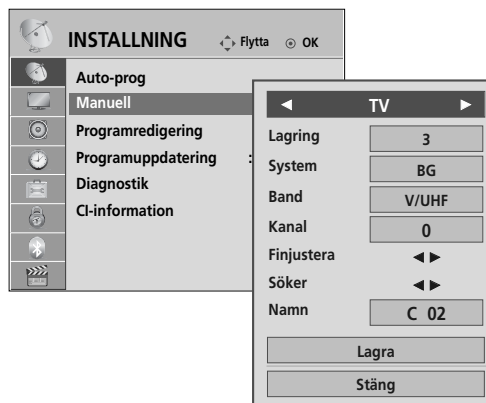 INSTALLNING Flytta OK
Auto-prog
Manuell
Programredigering
Programuppdatering :
Diagnostik
CI-information
TV
Lagring 3
System BG
Band V/UHF
Kanal 0
Finjustera
Söker
Namn C 02
Lagra
Stäng